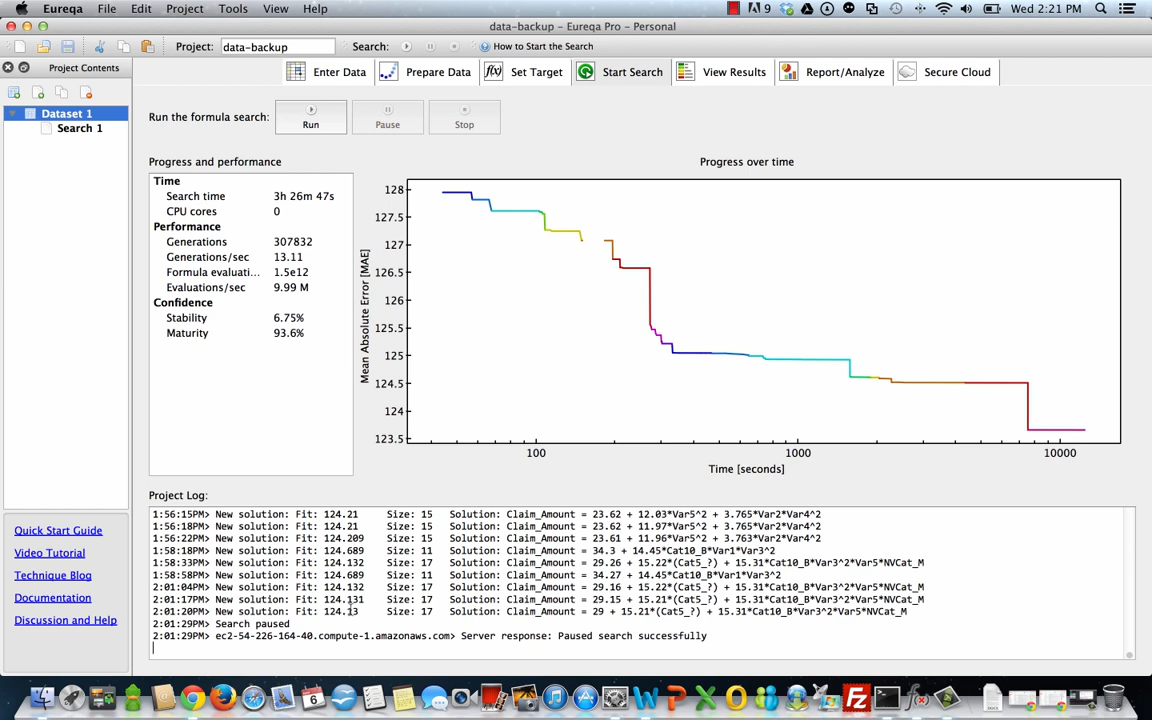 Eureqa File Edit Project Tools View Help 9 Wed 2:21 PM
data-backup – Eureqa Pro – Personal
Project: data-backup Search: How to Start the Search
Project Contents
Enter Data Prepare Data f(x) Set Target Start Search View Results Report/Analyze Secure Cloud
Dataset 1
Search 1
Run the formula search: Run Pause Stop
Progress and performance
Time
Search time 3h 26m 47s
CPU cores 0
Performance
Generations 307832
Generations/sec 13.11
Formula evaluati... 1.5e12
Evaluations/sec 9.99 M
Confidence
Stability 6.75%
Maturity 93.6%
Progress over time
Mean Absolute Error [MAE]
128
127.5
127
126.5
126
125.5
125
124.5
124
123.5
100 1000 10000
Time [seconds]
Project Log:
1:56:15PM> New solution: Fit: 124.21 Size: 15 Solution: Claim_Amount = 23.62 + 12.03*Var5^2 + 3.765*Var2*Var4^2
1:56:18PM> New solution: Fit: 124.21 Size: 15 Solution: Claim_Amount = 23.62 + 11.97*Var5^2 + 3.765*Var2*Var4^2
1:56:22PM> New solution: Fit: 124.209 Size: 15 Solution: Claim_Amount = 23.61 + 11.96*Var5^2 + 3.763*Var2*Var4^2
1:58:18PM> New solution: Fit: 124.689 Size: 11 Solution: Claim_Amount = 34.3 + 14.45*Cat10_B*Var1*Var3^2
1:58:33PM> New solution: Fit: 124.132 Size: 17 Solution: Claim_Amount = 29.26 + 15.22*(Cat5_?) + 15.31*Cat10_B*Var3^2*Var5*NVCat_M
1:58:58PM> New solution: Fit: 124.689 Size: 11 Solution: Claim_Amount = 34.27 + 14.45*Cat10_B*Var1*Var3^2
2:01:04PM> New solution: Fit: 124.132 Size: 17 Solution: Claim_Amount = 29.16 + 15.22*(Cat5_?) + 15.31*Cat10_B*Var3^2*Var5*NVCat_M
2:01:17PM> New solution: Fit: 124.131 Size: 17 Solution: Claim_Amount = 29.15 + 15.21*(Cat5_?) + 15.31*Cat10_B*Var3^2*Var5*NVCat_M
2:01:20PM> New solution: Fit: 124.13 Size: 17 Solution: Claim_Amount = 29 + 15.21*(Cat5_?) + 15.31*Cat10_B*Var3^2*Var5*NVCat_M
2:01:29PM> Search paused
2:01:29PM> ec2-54-226-164-40.compute-1.amazonaws.com> Server response: Paused search successfully
Quick Start Guide
Video Tutorial
Technique Blog
Documentation
Discussion and Help